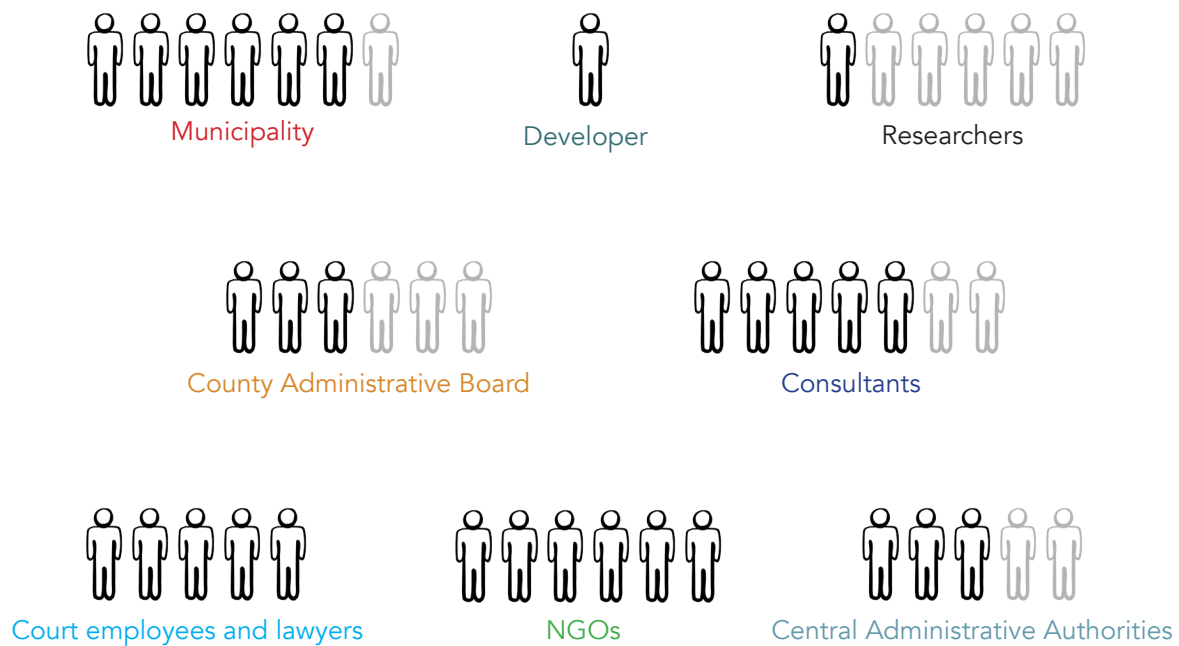 Municipality
Developer
Researchers
County Administrative Board
Consultants
Court employees and lawyers
NGOs
Central Administrative Authorities